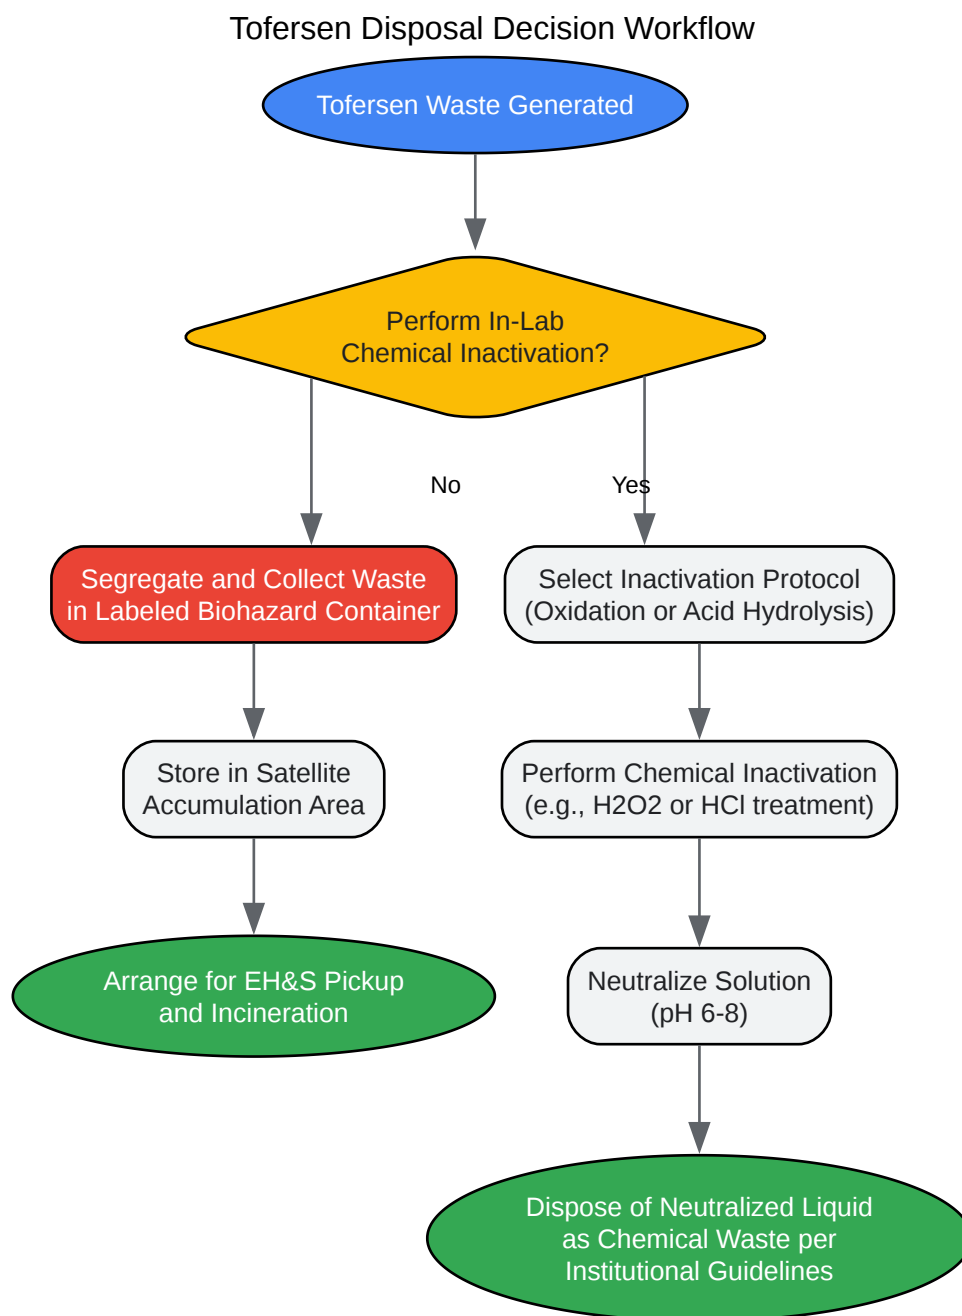 Tofersen Disposal Decision Workflow
Tofersen Waste Generated
Perform In-Lab
Chemical Inactivation?
No
Yes
Segregate and Collect Waste
in Labeled Biohazard Container
Select Inactivation Protocol
(Oxidation or Acid Hydrolysis)
Store in Satellite
Accumulation Area
Perform Chemical Inactivation
(e.g., H2O2 or HCl treatment)
Arrange for EH&S Pickup
and Incineration
Neutralize Solution
(pH 6-8)
Dispose of Neutralized Liquid
as Chemical Waste per
Institutional Guidelines